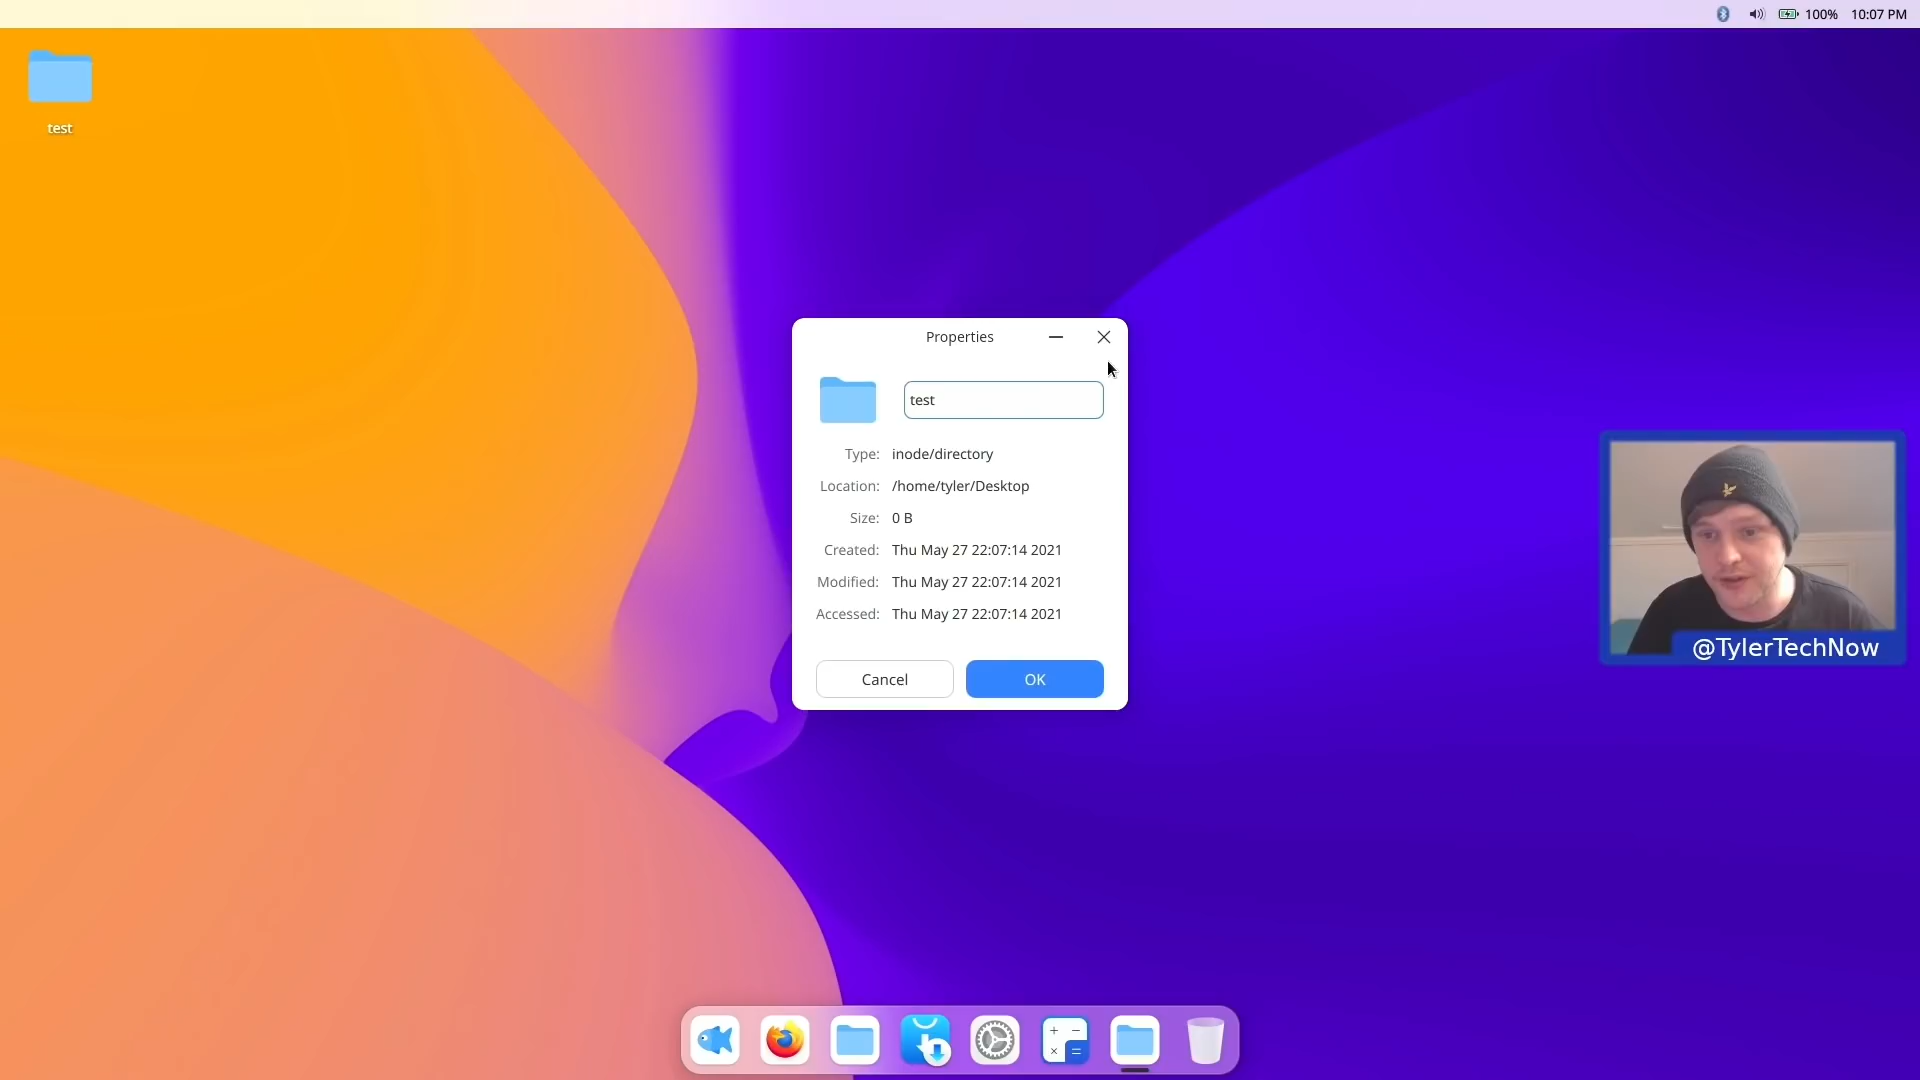 100% 10:07 PM
test
Properties
test
Type: inode/directory
Location: /home/tyler/Desktop
Size: 0 B
Created: Thu May 27 22:07:14 2021
Modified: Thu May 27 22:07:14 2021
Accessed: Thu May 27 22:07:14 2021
Cancel OK
@TylerTechNow